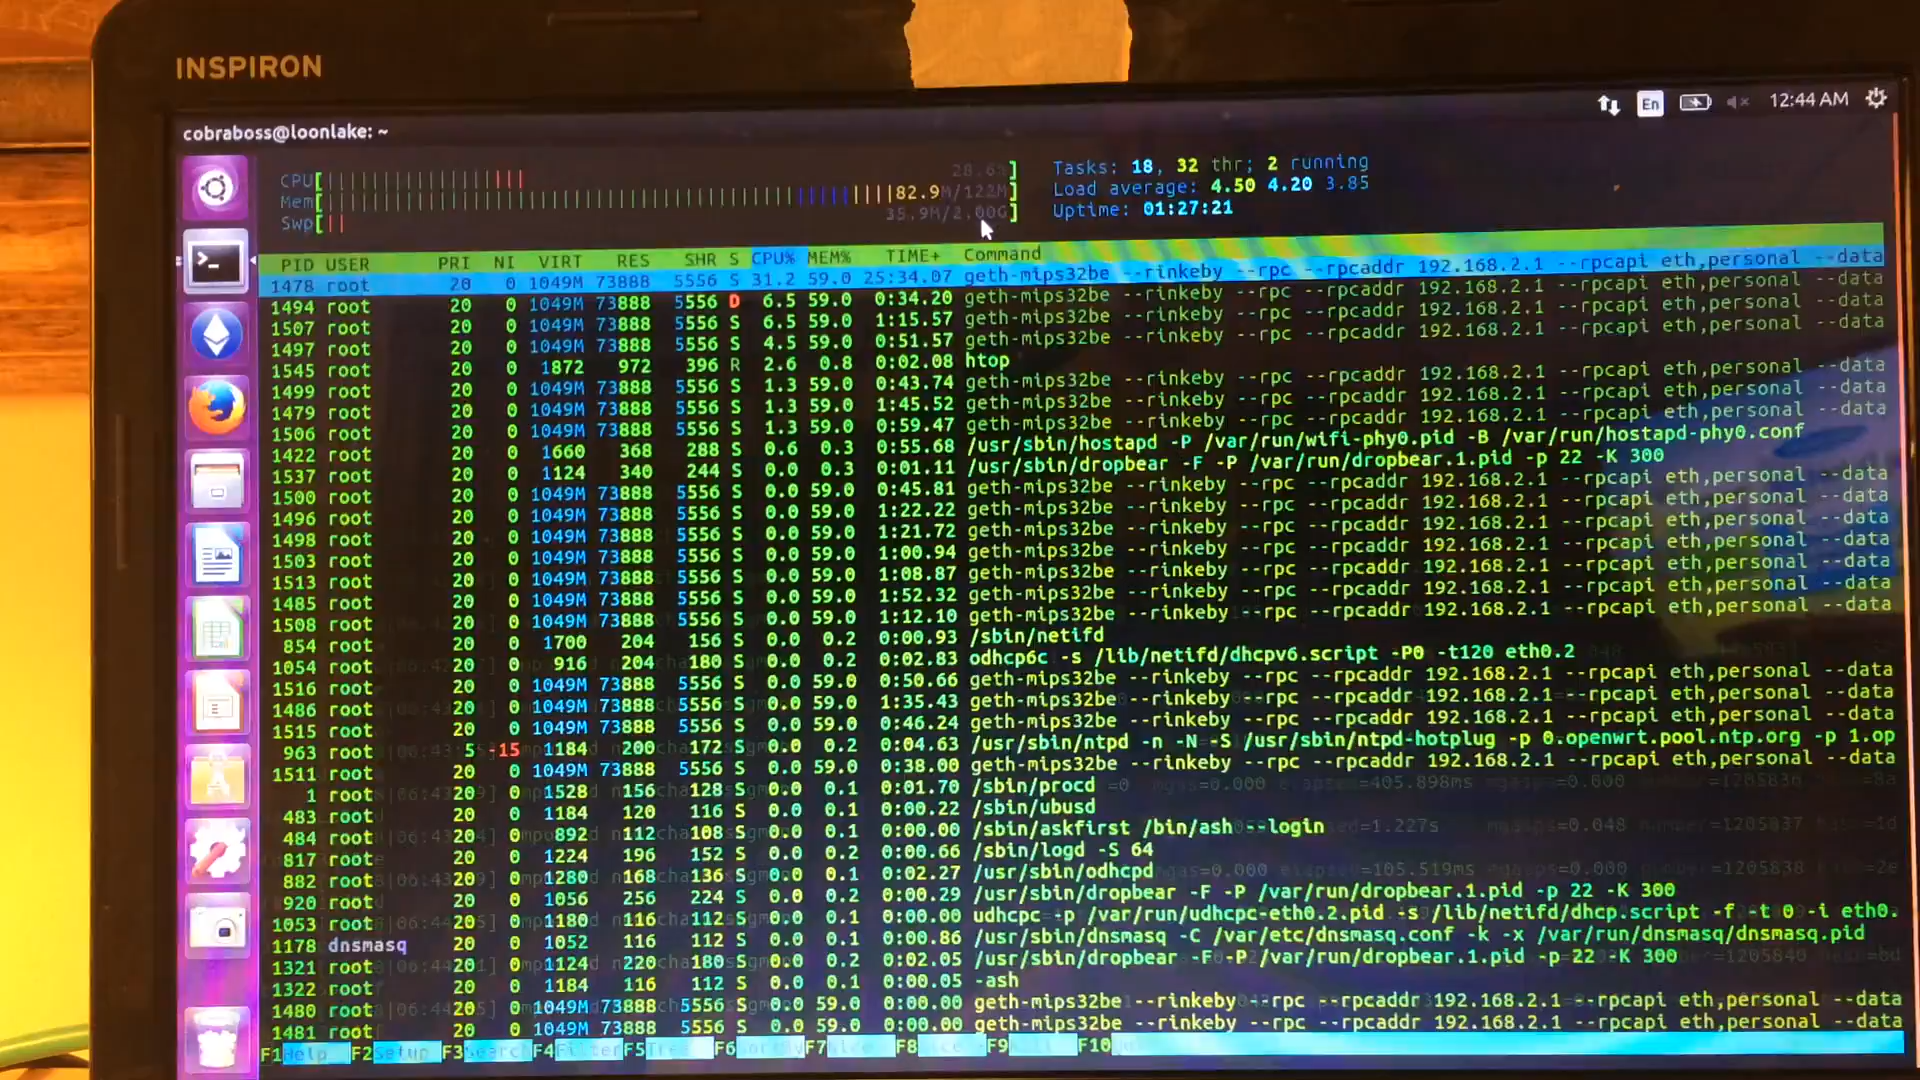 INSPIRON
En 12:44 AM
cobraboss@loonlake: ~
CPU[ 28.6%] Tasks: 18, 32 thr; 2 running
Mem[ 82.9M/122M] Load average: 4.50 4.20 3.85
Swp[ 35.9M/2.00G] Uptime: 01:27:21
PID USER PRI NI VIRT RES SHR S CPU% MEM% TIME+ Command
1478 root 20 0 1049M 73888 5556 S 31.2 59.0 25:34.07 geth-mips32be --rinkeby --rpc --rpcaddr 192.168.2.1 --rpcapi eth,personal --data
1494 root 20 0 1049M 73888 5556 D 6.5 59.0 0:34.20 geth-mips32be --rinkeby --rpc --rpcaddr 192.168.2.1 --rpcapi eth,personal --data
1507 root 20 0 1049M 73888 5556 S 6.5 59.0 1:15.57 geth-mips32be --rinkeby --rpc --rpcaddr 192.168.2.1 --rpcapi eth,personal --data
1497 root 20 0 1049M 73888 5556 S 4.5 59.0 0:51.57 geth-mips32be --rinkeby --rpc --rpcaddr 192.168.2.1 --rpcapi eth,personal --data
1545 root 20 0 1872 972 396 R 2.6 0.8 0:02.08 htop
1499 root 20 0 1049M 73888 5556 S 1.3 59.0 0:43.74 geth-mips32be --rinkeby --rpc --rpcaddr 192.168.2.1 --rpcapi eth,personal --data
1479 root 20 0 1049M 73888 5556 S 1.3 59.0 1:45.52 geth-mips32be --rinkeby --rpc --rpcaddr 192.168.2.1 --rpcapi eth,personal --data
1506 root 20 0 1049M 73888 5556 S 1.3 59.0 0:59.47 geth-mips32be --rinkeby --rpc --rpcaddr 192.168.2.1 --rpcapi eth,personal --data
1422 root 20 0 1660 368 288 S 0.6 0.3 0:55.68 /usr/sbin/hostapd -P /var/run/wifi-phy0.pid -B /var/run/hostapd-phy0.conf
1537 root 20 0 1124 340 244 S 0.0 0.3 0:01.11 /usr/sbin/dropbear -F -P /var/run/dropbear.1.pid -p 22 -K 300
1500 root 20 0 1049M 73888 5556 S 0.0 59.0 0:45.81 geth-mips32be --rinkeby --rpc --rpcaddr 192.168.2.1 --rpcapi eth,personal --data
1496 root 20 0 1049M 73888 5556 S 0.0 59.0 1:22.22 geth-mips32be --rinkeby --rpc --rpcaddr 192.168.2.1 --rpcapi eth,personal --data
1498 root 20 0 1049M 73888 5556 S 0.0 59.0 1:21.72 geth-mips32be --rinkeby --rpc --rpcaddr 192.168.2.1 --rpcapi eth,personal --data
1503 root 20 0 1049M 73888 5556 S 0.0 59.0 1:00.94 geth-mips32be --rinkeby --rpc --rpcaddr 192.168.2.1 --rpcapi eth,personal --data
1513 root 20 0 1049M 73888 5556 S 0.0 59.0 1:08.87 geth-mips32be --rinkeby --rpc --rpcaddr 192.168.2.1 --rpcapi eth,personal --data
1485 root 20 0 1049M 73888 5556 S 0.0 59.0 1:52.32 geth-mips32be --rinkeby --rpc --rpcaddr 192.168.2.1 --rpcapi eth,personal --data
1508 root 20 0 1049M 73888 5556 S 0.0 59.0 1:12.10 geth-mips32be --rinkeby --rpc --rpcaddr 192.168.2.1 --rpcapi eth,personal --data
854 root 20 0 1700 204 156 S 0.0 0.2 0:00.93 /sbin/netifd
1054 root 20 0 916 204 180 S 0.0 0.2 0:02.83 odhcp6c -s /lib/netifd/dhcpv6.script -P0 -t120 eth0.2
1516 root 20 0 1049M 73888 5556 S 0.0 59.0 0:50.66 geth-mips32be --rinkeby --rpc --rpcaddr 192.168.2.1 --rpcapi eth,personal --data
1486 root 20 0 1049M 73888 5556 S 0.0 59.0 1:35.43 geth-mips32be --rinkeby --rpc --rpcaddr 192.168.2.1 --rpcapi eth,personal --data
1515 root 20 0 1049M 73888 5556 S 0.0 59.0 0:46.24 geth-mips32be --rinkeby --rpc --rpcaddr 192.168.2.1 --rpcapi eth,personal --data
963 root 5 -15 1184 200 172 S 0.0 0.2 0:04.63 /usr/sbin/ntpd -n -N -S /usr/sbin/ntpd-hotplug -p 0.openwrt.pool.ntp.org -p 1.op
1511 root 20 0 1049M 73888 5556 S 0.0 59.0 0:38.00 geth-mips32be --rinkeby --rpc --rpcaddr 192.168.2.1 --rpcapi eth,personal --data
1 root 20 0 1528 156 128 S 0.0 0.1 0:01.70 /sbin/procd
483 root 20 0 1184 120 116 S 0.0 0.1 0:00.22 /sbin/ubusd
484 root 20 0 892 112 108 S 0.0 0.1 0:00.00 /sbin/askfirst /bin/ash --login
817 root 20 0 1224 196 152 S 0.0 0.2 0:00.66 /sbin/logd -S 64
882 root 20 0 1280 168 136 S 0.0 0.1 0:02.27 /usr/sbin/odhcpd
920 root 20 0 1056 256 224 S 0.0 0.2 0:00.29 /usr/sbin/dropbear -F -P /var/run/dropbear.1.pid -p 22 -K 300
1053 root 20 0 1180 116 112 S 0.0 0.1 0:00.00 udhcpc -p /var/run/udhcpc-eth0.2.pid -s /lib/netifd/dhcp.script -f -t 0 -i eth0.
1178 dnsmasq 20 0 1052 116 112 S 0.0 0.1 0:00.86 /usr/sbin/dnsmasq -C /var/etc/dnsmasq.conf -k -x /var/run/dnsmasq/dnsmasq.pid
1321 root 20 0 1124 220 180 S 0.0 0.2 0:02.05 /usr/sbin/dropbear -F -P /var/run/dropbear.1.pid -p 22 -K 300
1322 root 20 0 1184 116 112 S 0.0 0.1 0:00.05 -ash
1480 root 20 0 1049M 73888 5556 S 0.0 59.0 0:00.00 geth-mips32be --rinkeby --rpc --rpcaddr 192.168.2.1 --rpcapi eth,personal --data
1481 root 20 0 1049M 73888 5556 S 0.0 59.0 0:00.00 geth-mips32be --rinkeby --rpc --rpcaddr 192.168.2.1 --rpcapi eth,personal --data
F1Help F2Setup F3Search F4Filter F5Tree F6SortBy F7 F8 F9 F10